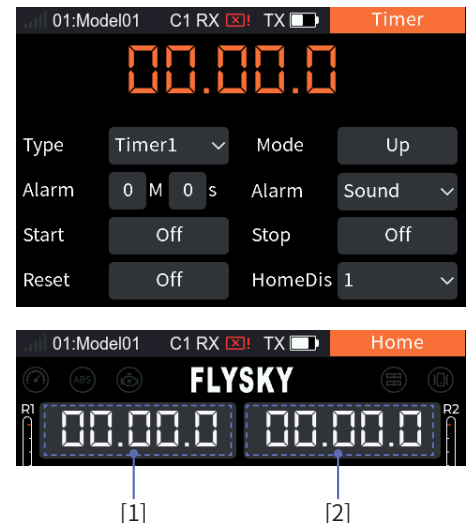 01:Model01 C1 RX ! TX Timer
00.00.0
Type Timer1 Mode Up
Alarm 0 M 0 s Alarm Sound
Start Off Stop Off
Reset Off HomeDis 1
01:Model01 C1 RX ! TX Home
ABS FLYSKY
R1 00.00.0 00.00.0 R2
[1] [2]